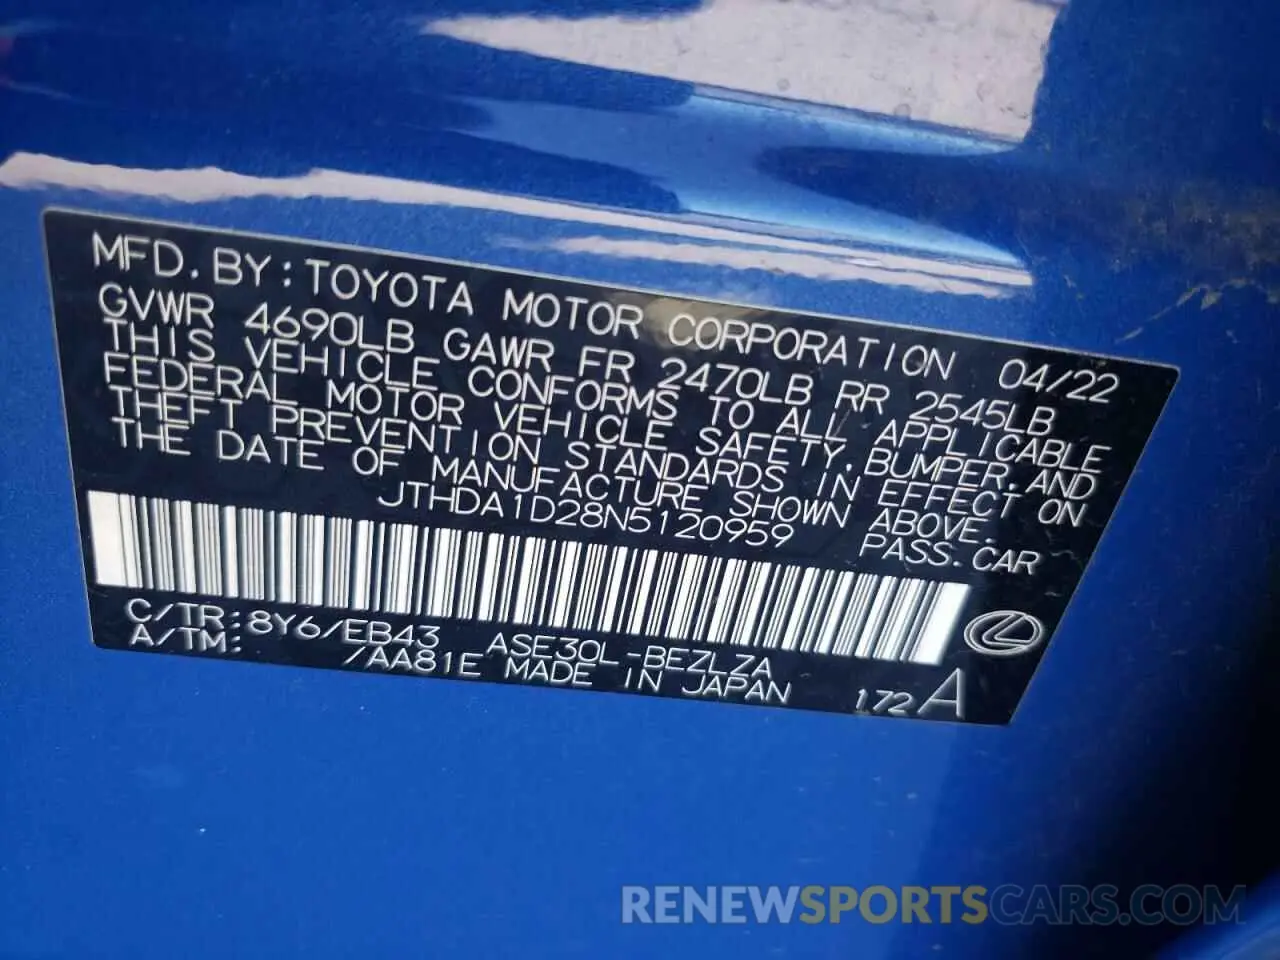 MFD. BY: TOYOTA MOTOR CORPORATION 04/22
GVWR 4690LB GAWR FR 2470LB RR 2545LB
THIS VEHICLE CONFORMS TO ALL APPLICABLE
FEDERAL MOTOR VEHICLE SAFETY, BUMPER, AND
THEFT PREVENTION STANDARDS IN EFFECT ON
THE DATE OF MANUFACTURE SHOWN ABOVE.
JTHDA1D28N5120959 PASS. CAR
C/TR: 8Y6/EB43 ASE30L-BEZLZA
A/TM: /AA81E MADE IN JAPAN 172 A
RENEWSPORTSCARS.COM